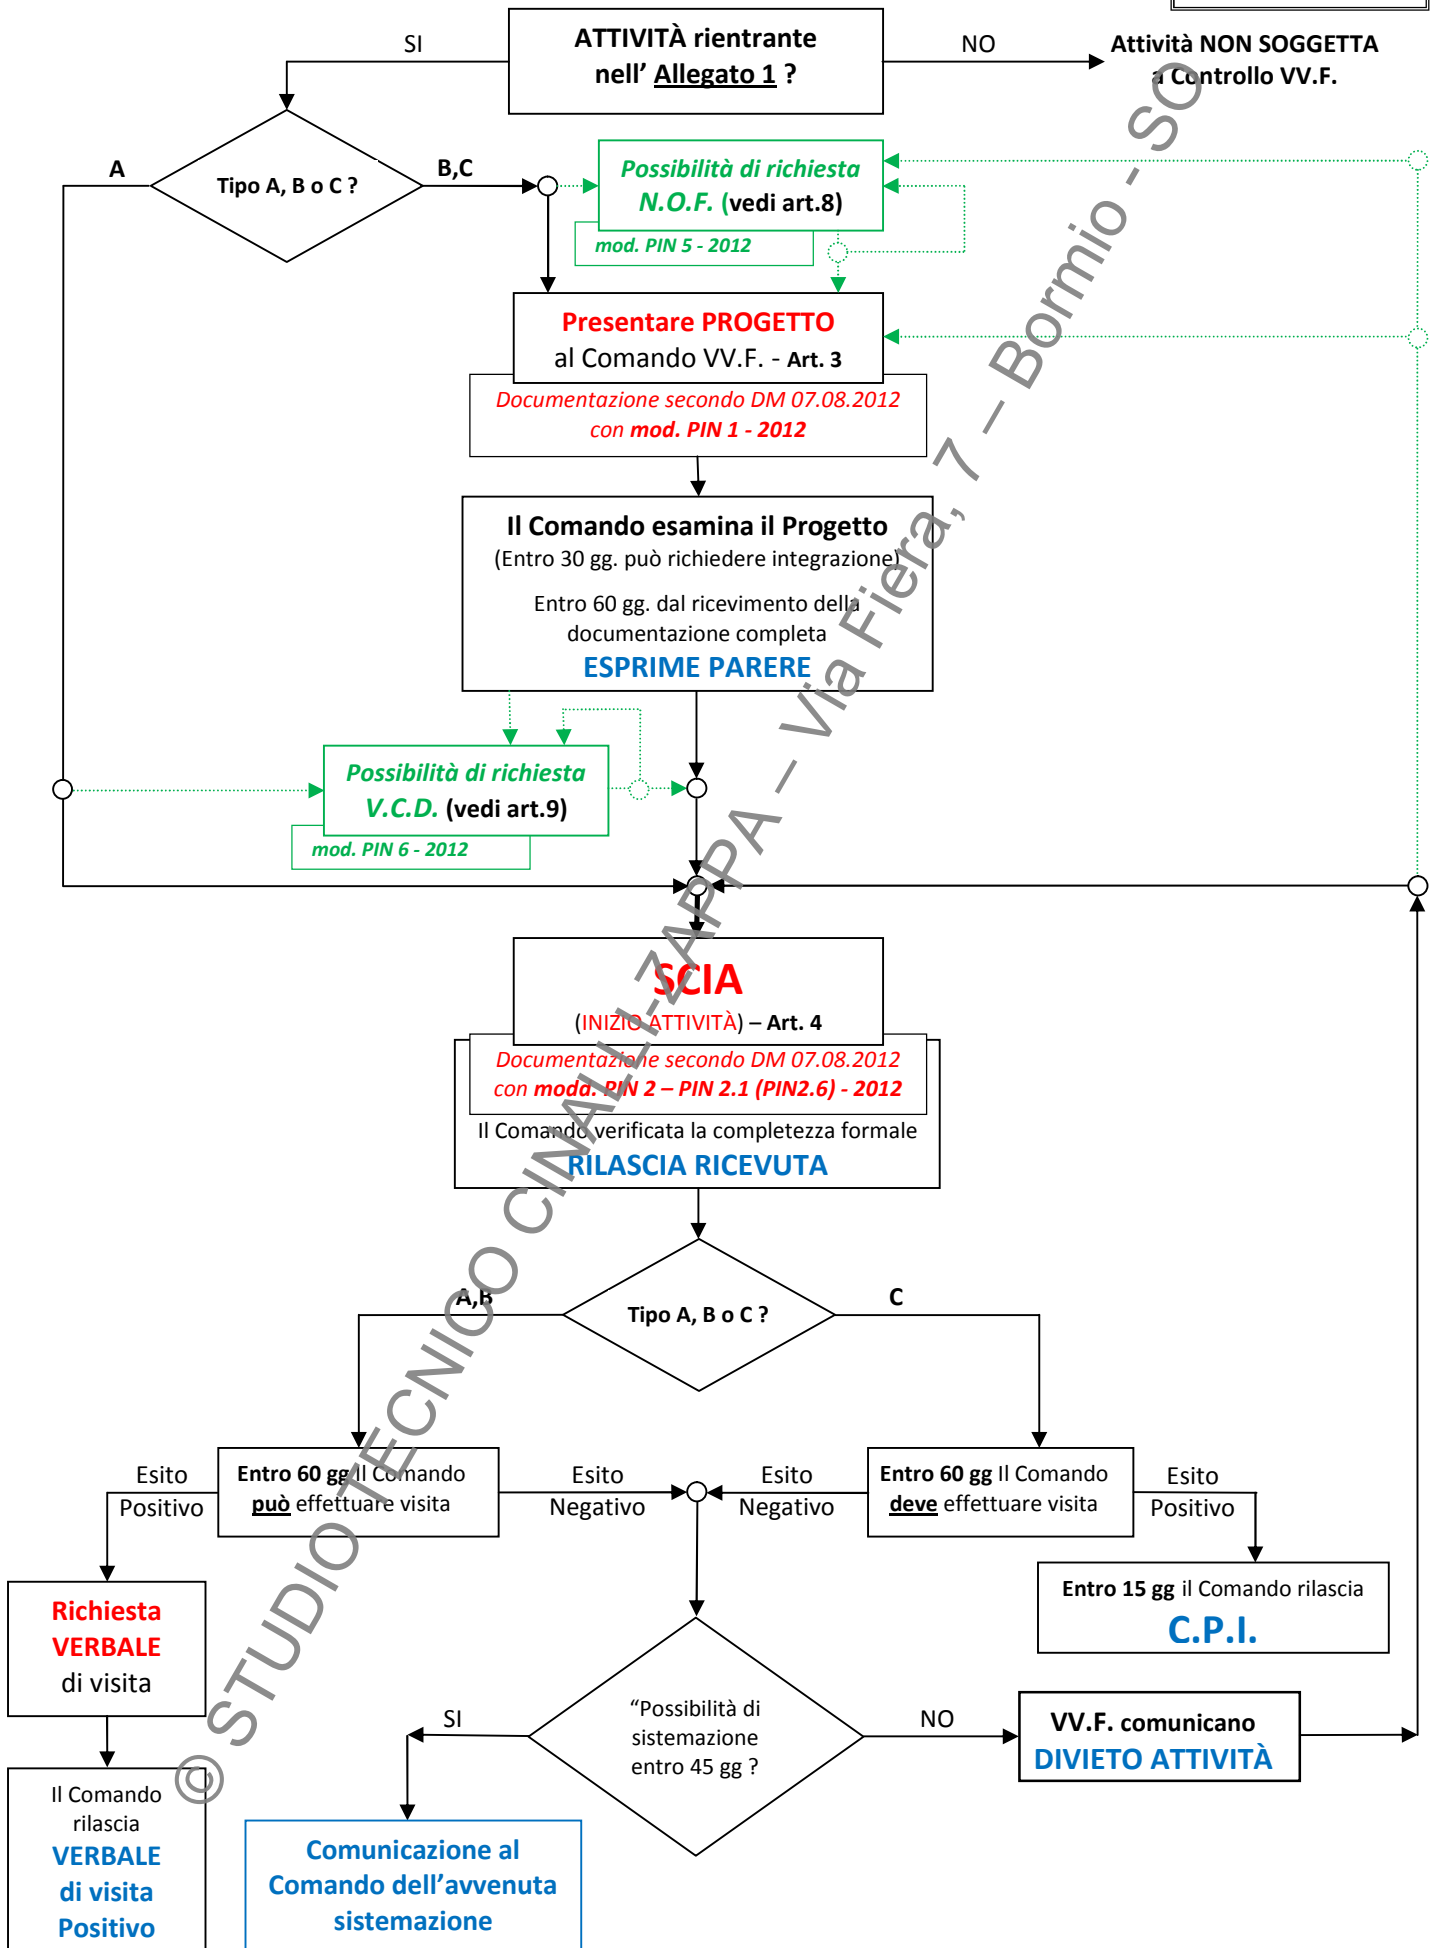 ATTIVITÀ rientrante
nell' Allegato 1 ?
SI
NO
Attività NON SOGGETTA
a Controllo VV.F.
Tipo A, B o C ?
A
B,C
Possibilità di richiesta
N.O.F. (vedi art.8)
mod. PIN 5 - 2012
Presentare PROGETTO
al Comando VV.F. - Art. 3
Documentazione secondo DM 07.08.2012
con mod. PIN 1 - 2012
Il Comando esamina il Progetto
(Entro 30 gg. può richiedere integrazione)
Entro 60 gg. dal ricevimento della
documentazione completa
ESPRIME PARERE
Possibilità di richiesta
V.C.D. (vedi art.9)
mod. PIN 6 - 2012
SCIA
(INIZIO ATTIVITÀ) – Art. 4
Documentazione secondo DM 07.08.2012
con modd. PIN 2 – PIN 2.1 (PIN2.6) - 2012
Il Comando verificata la completezza formale
RILASCIA RICEVUTA
A,B
Tipo A, B o C ?
C
Esito
Positivo
Entro 60 gg Il Comando
può effettuare visita
Esito
Negativo
Esito
Negativo
Entro 60 gg Il Comando
deve effettuare visita
Esito
Positivo
Richiesta
VERBALE
di visita
Entro 15 gg il Comando rilascia
C.P.I.
SI
"Possibilità di
sistemazione
entro 45 gg ?
NO
VV.F. comunicano
DIVIETO ATTIVITÀ
Il Comando
rilascia
VERBALE
di visita
Positivo
Comunicazione al
Comando dell'avvenuta
sistemazione
© STUDIO TECNICO CINALLI-ZAPPA – Via Fiera, 7 – Bormio - SO